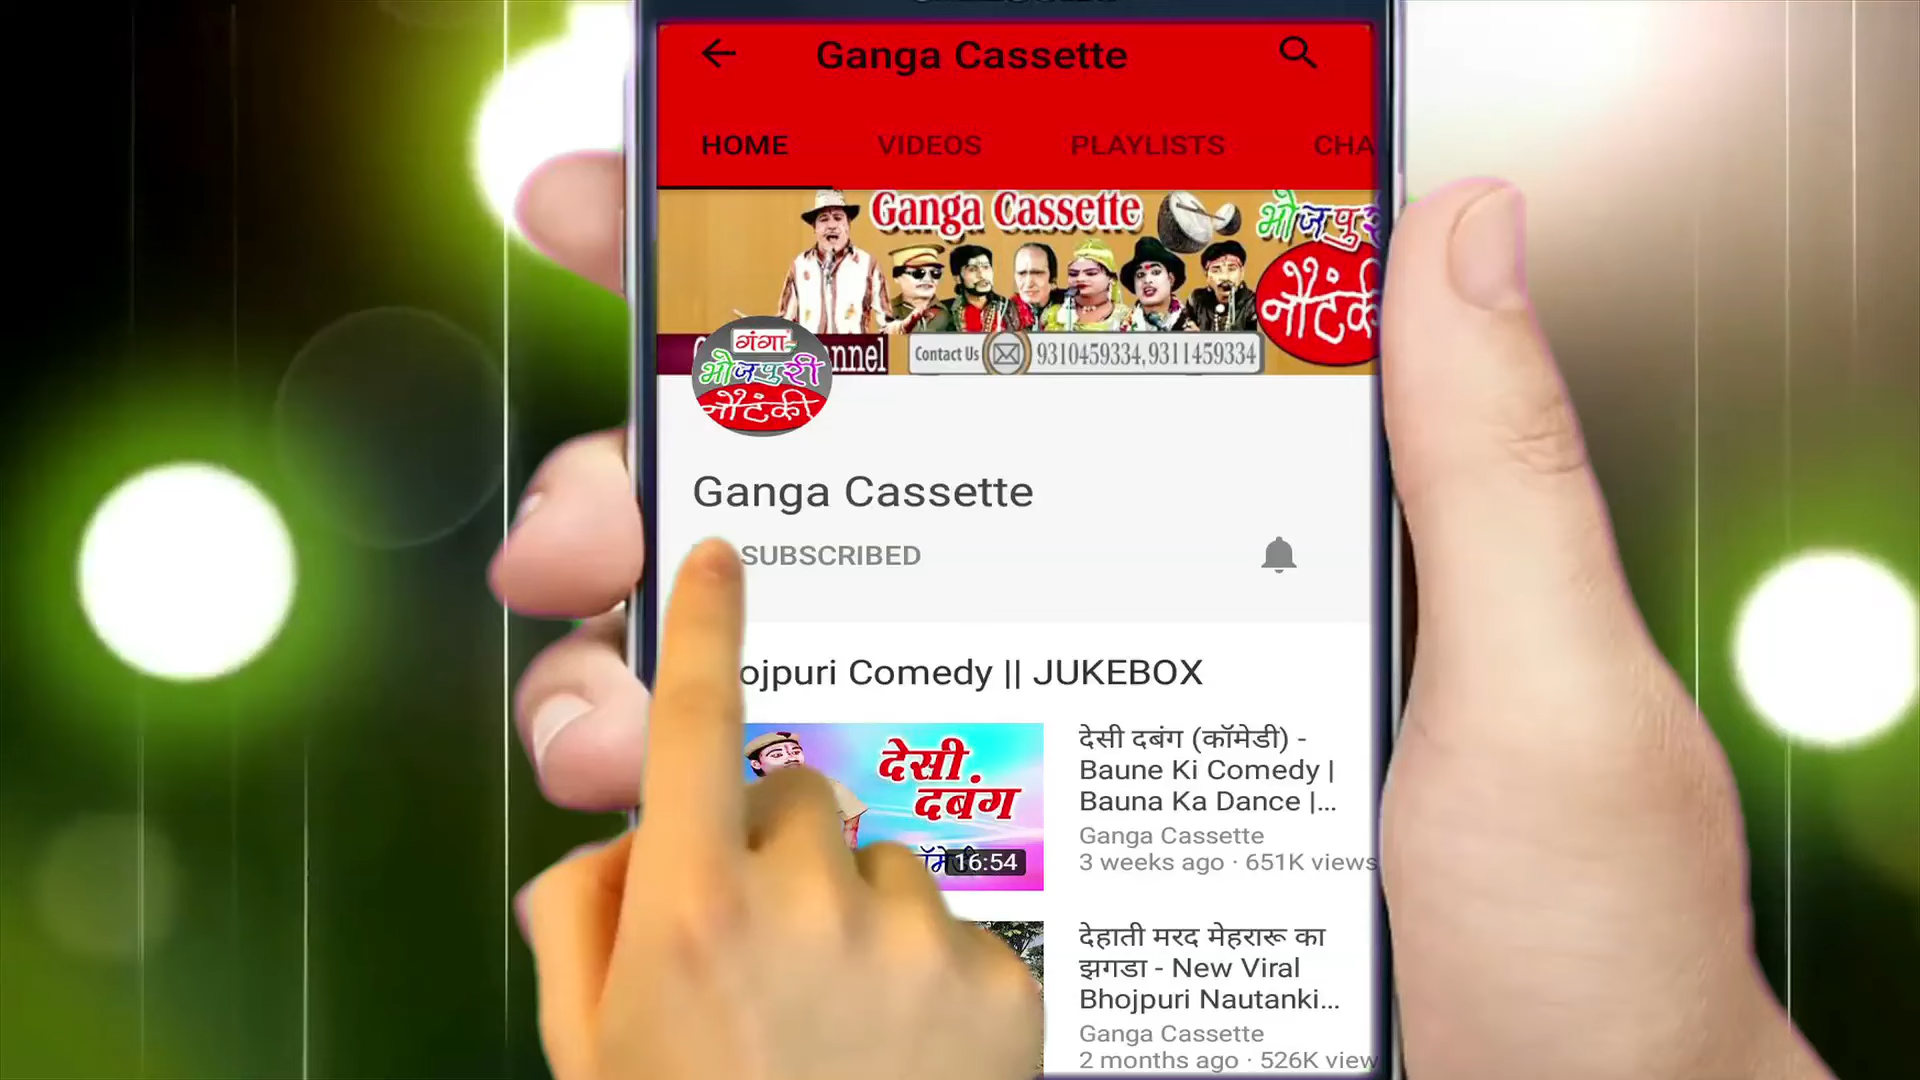 Ganga Cassette
HOME VIDEOS PLAYLISTS CHA
Ganga Cassette
भोजपुरी
नौटंकी
nnel
Contact Us 9310459334,9311459334
गंगा
भोजपुरी
नौटंकी
Ganga Cassette
SUBSCRIBED
ojpuri Comedy || JUKEBOX
देसी
दबंग
16:54
देसी दबंग (कॉमेडी) -
Baune Ki Comedy |
Bauna Ka Dance |...
Ganga Cassette
3 weeks ago · 651K views
देहाती मरद मेहरारू का
झगडा - New Viral
Bhojpuri Nautanki...
Ganga Cassette
2 months ago · 526K view